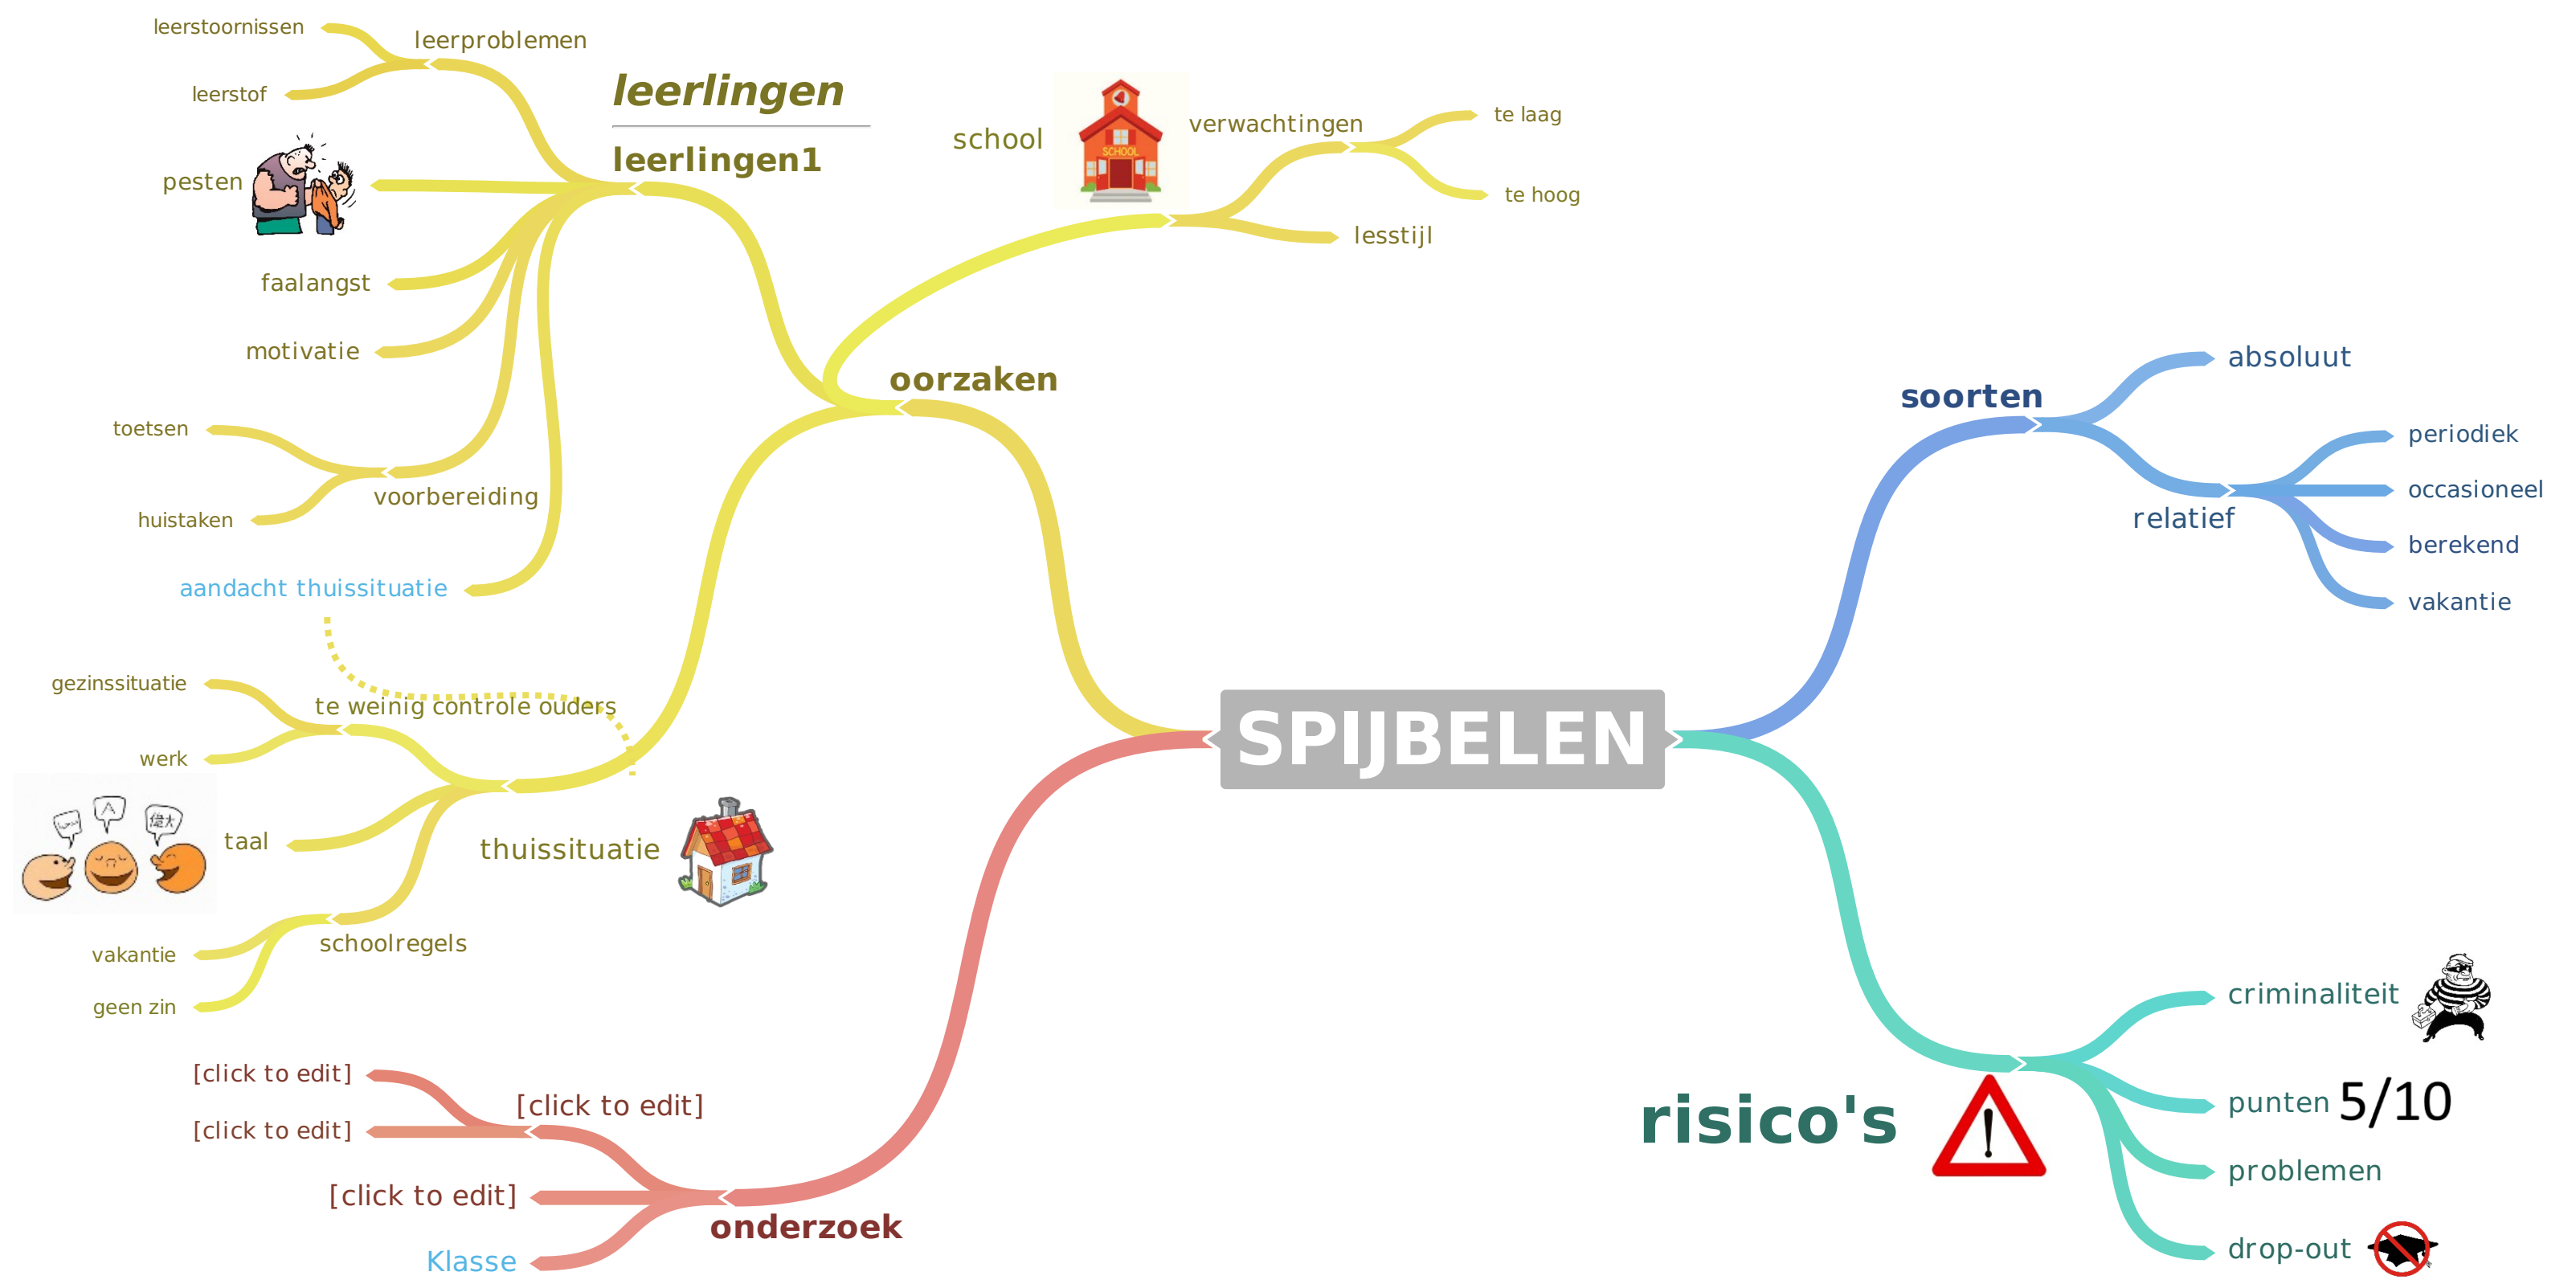 SPIJBELEN
oorzaken
leerlingen
leerlingen1
leerproblemen
leerstoornissen
leerstof
pesten
faalangst
motivatie
voorbereiding
toetsen
huistaken
aandacht thuissituatie
school
SCHOOL
verwachtingen
te laag
te hoog
lesstijl
thuissituatie
te weinig controle ouders
gezinssituatie
werk
taal
A
偉大
schoolregels
vakantie
geen zin
onderzoek
[click to edit]
[click to edit]
[click to edit]
[click to edit]
Klasse
soorten
absoluut
relatief
periodiek
occasioneel
berekend
vakantie
risico's
!
criminaliteit
punten 5/10
problemen
drop-out